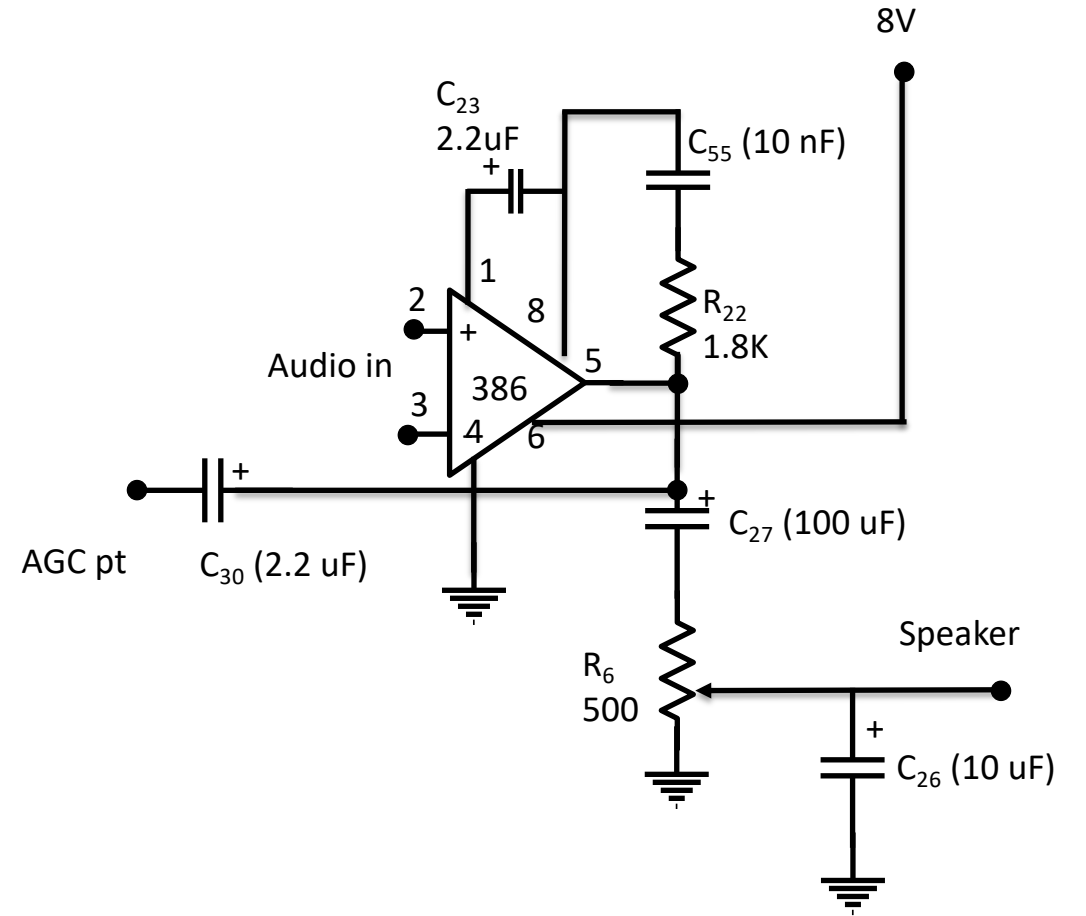 8V
C₂₃
2.2uF
+
C₅₅ (10 nF)
1
2
8
R₂₂
1.8K
+
Audio in
5
386
3
4
6
+
+
C₂₇ (100 uF)
AGC pt
C₃₀ (2.2 uF)
Speaker
R₆
500
+
C₂₆ (10 uF)